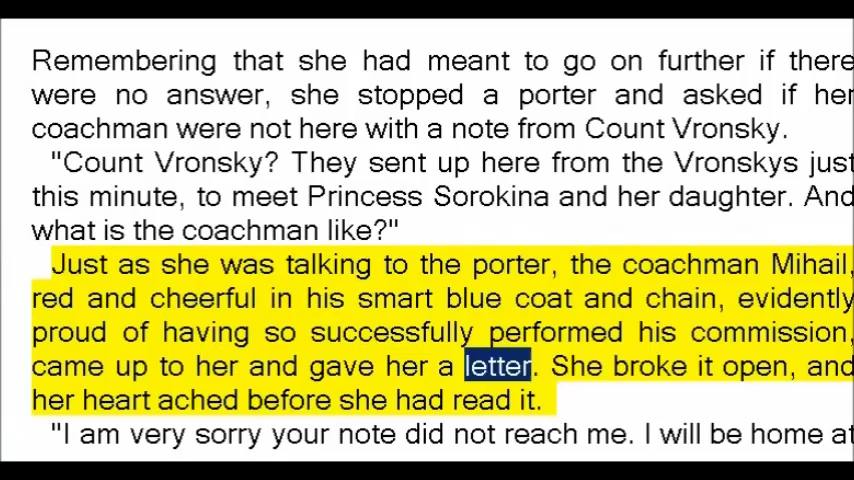 Remembering that she had meant to go on further if there
were no answer, she stopped a porter and asked if her
coachman were not here with a note from Count Vronsky.
"Count Vronsky? They sent up here from the Vronskys just
this minute, to meet Princess Sorokina and her daughter. And
what is the coachman like?"
Just as she was talking to the porter, the coachman Mihail,
red and cheerful in his smart blue coat and chain, evidently
proud of having so successfully performed his commission,
came up to her and gave her a letter. She broke it open, and
her heart ached before she had read it.
"I am very sorry your note did not reach me. I will be home at